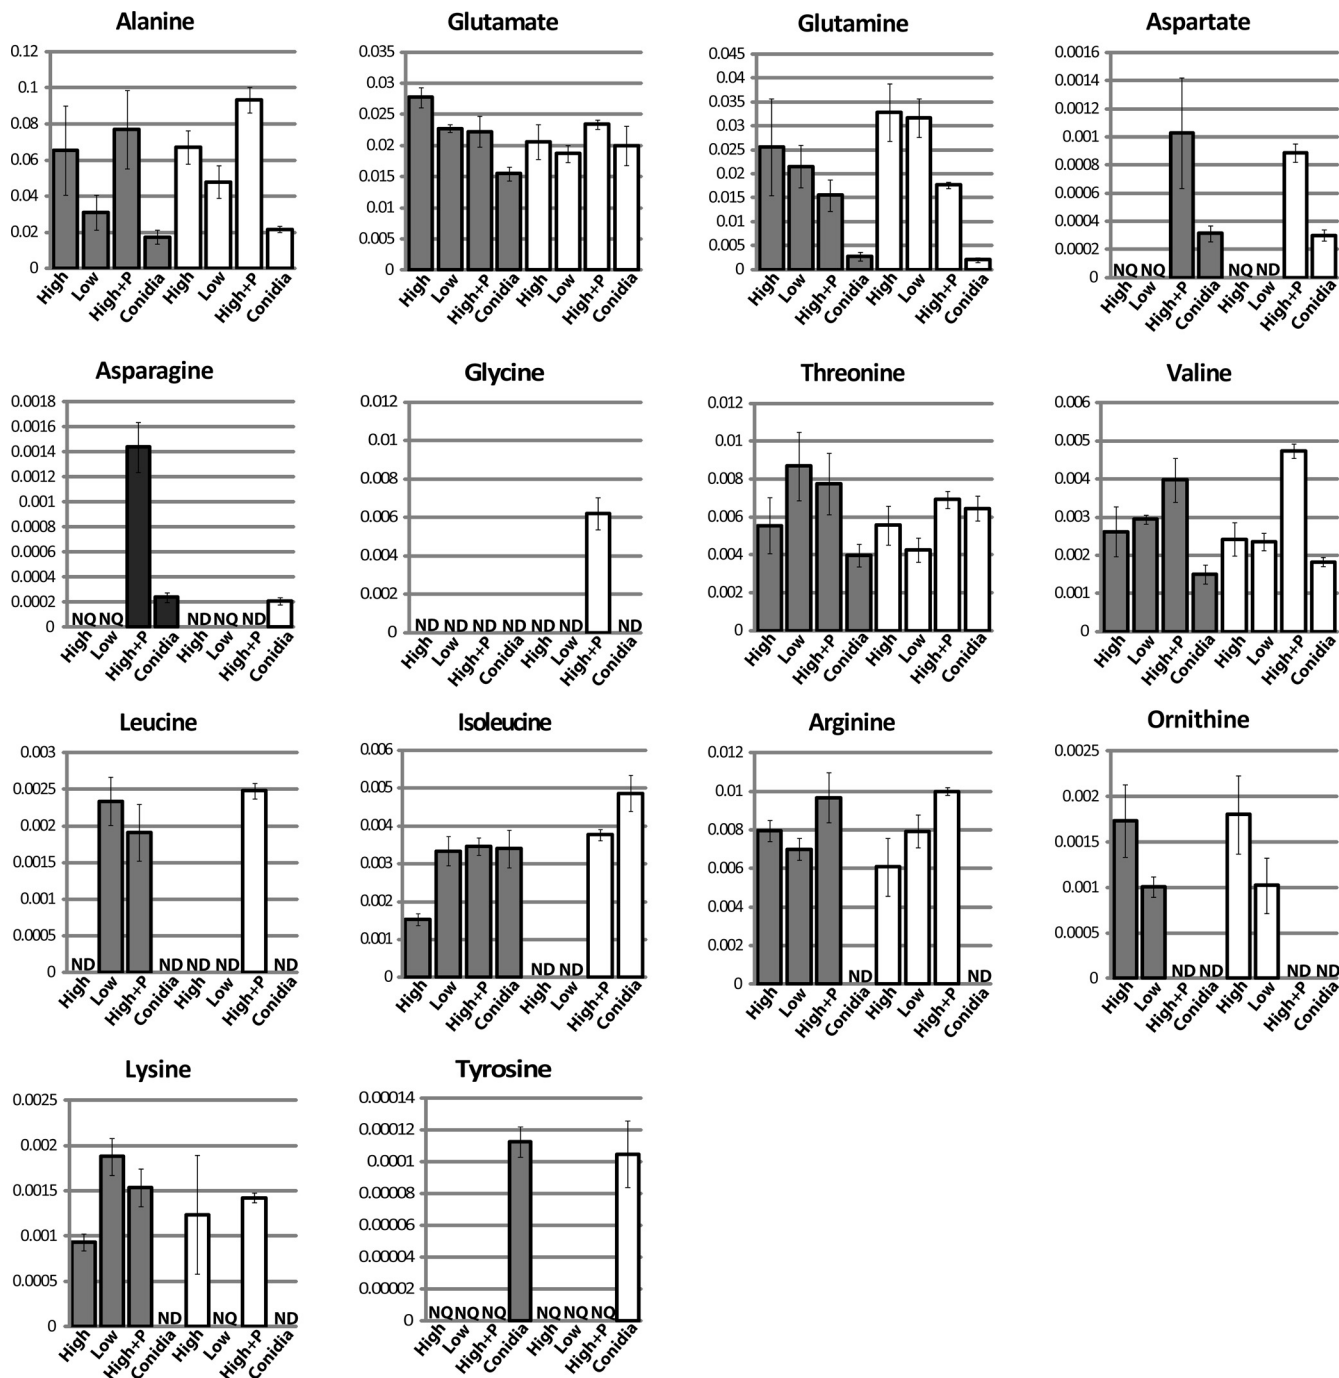 Alanine
0.12
0.1
0.08
0.06
0.04
0.02
0
High
Low
High+P
Conidia
High
Low
High+P
Conidia
Glutamate
0.035
0.03
0.025
0.02
0.015
0.01
0.005
0
High
Low
High+P
Conidia
High
Low
High+P
Conidia
Glutamine
0.045
0.04
0.035
0.03
0.025
0.02
0.015
0.01
0.005
0
High
Low
High+P
Conidia
High
Low
High+P
Conidia
Aspartate
0.0016
0.0014
0.0012
0.001
0.0008
0.0006
0.0004
0.0002
0
NQ NQ NQ ND
High
Low
High+P
Conidia
High
Low
High+P
Conidia
Asparagine
0.0018
0.0016
0.0014
0.0012
0.001
0.0008
0.0006
0.0004
0.0002
0
NQ NQ ND NQ ND
High
Low
High+P
Conidia
High
Low
High+P
Conidia
Glycine
0.012
0.01
0.008
0.006
0.004
0.002
0
ND ND ND ND ND ND ND
High
Low
High+P
Conidia
High
Low
High+P
Conidia
Threonine
0.012
0.01
0.008
0.006
0.004
0.002
0
High
Low
High+P
Conidia
High
Low
High+P
Conidia
Valine
0.006
0.005
0.004
0.003
0.002
0.001
0
High
Low
High+P
Conidia
High
Low
High+P
Conidia
Leucine
0.003
0.0025
0.002
0.0015
0.001
0.0005
0
ND ND ND ND ND
High
Low
High+P
Conidia
High
Low
High+P
Conidia
Isoleucine
0.006
0.005
0.004
0.003
0.002
0.001
0
ND ND
High
Low
High+P
Conidia
High
Low
High+P
Conidia
Arginine
0.012
0.01
0.008
0.006
0.004
0.002
0
ND ND
High
Low
High+P
Conidia
High
Low
High+P
Conidia
Ornithine
0.0025
0.002
0.0015
0.001
0.0005
0
ND ND ND ND
High
Low
High+P
Conidia
High
Low
High+P
Conidia
Lysine
0.0025
0.002
0.0015
0.001
0.0005
0
ND NQ ND
High
Low
High+P
Conidia
High
Low
High+P
Conidia
Tyrosine
0.00014
0.00012
0.0001
0.00008
0.00006
0.00004
0.00002
0
NQ NQ NQ NQ NQ NQ
High
Low
High+P
Conidia
High
Low
High+P
Conidia